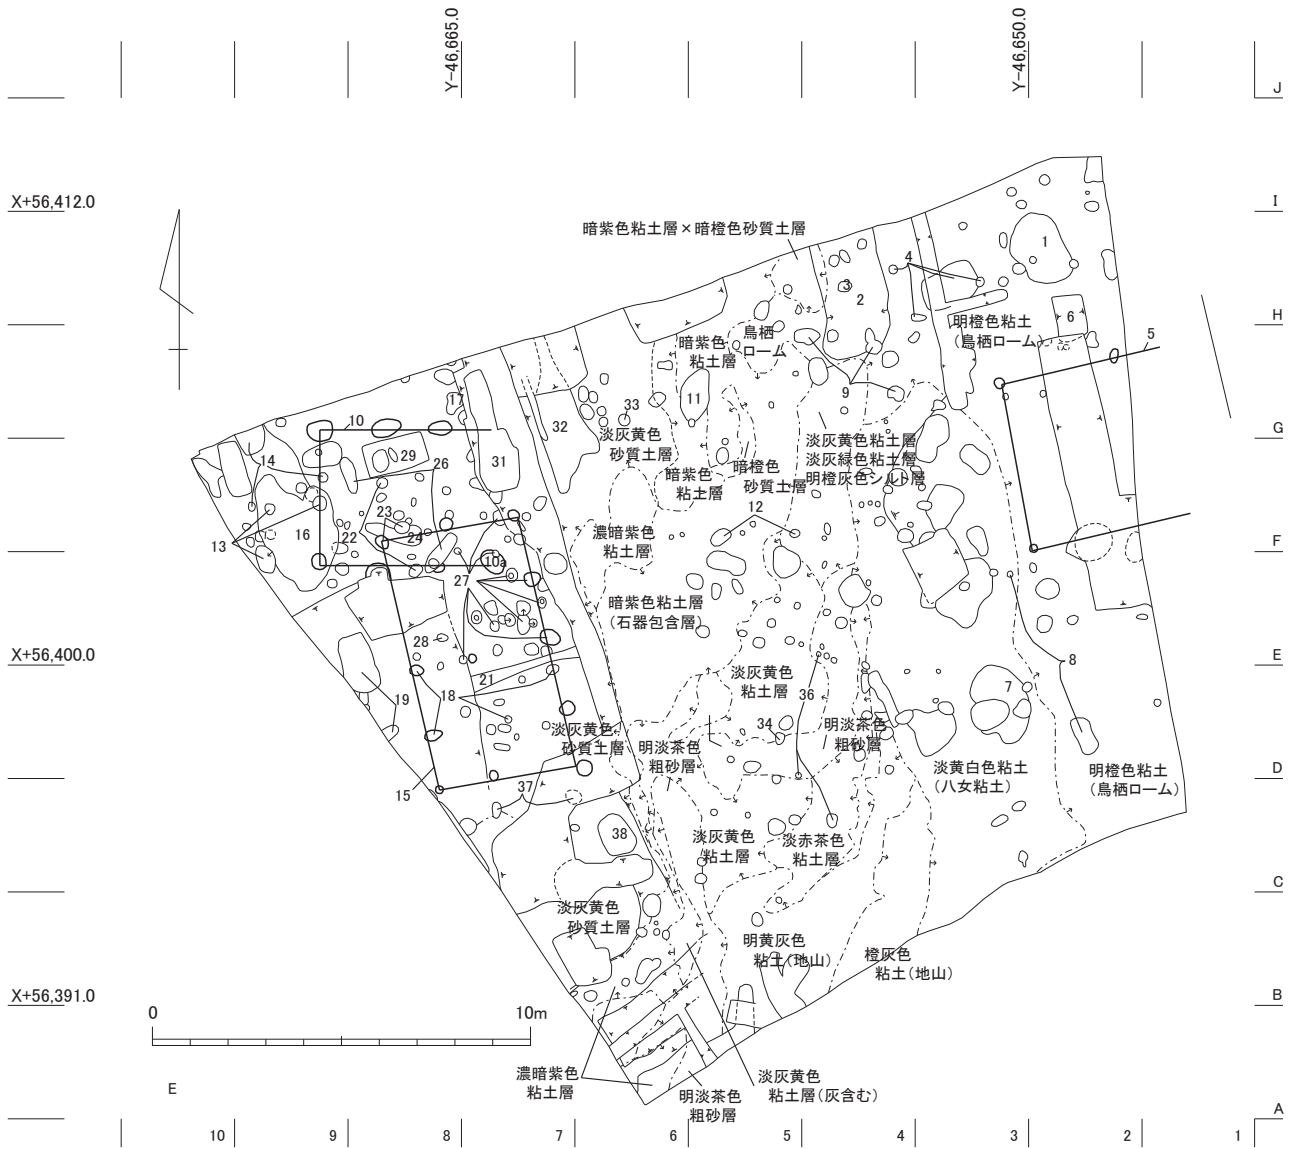 Y-46,665.0
Y-46,650.0
J
X+56,412.0
I
暗紫色粘土層×暗橙色砂質土層
1
4
3
2
H
6
明橙色粘土
(鳥栖ローム)
5
鳥栖
ローム
暗紫色
粘土層
17
11
9
10
33
32
G
淡灰黄色
砂質土層
淡灰黄色粘土層
淡灰緑色粘土層
明橙灰色シルト層
14
29
26
31
暗紫色
粘土層
暗橙色
砂質土層
12
23
13
16
22
24
濃暗紫色
粘土層
F
10a
27
暗紫色粘土層
(石器包含層)
28
X+56,400.0
E
8
21
淡灰黄色
粘土層
7
19
18
36
34
明淡茶色
粗砂層
淡灰黄色
砂質土層
明淡茶色
粗砂層
淡黄白色粘土
(八女粘土)
明橙色粘土
(鳥栖ローム)
D
15
37
38
淡灰黄色
粘土層
淡赤茶色
粘土層
C
淡灰黄色
砂質土層
明黄灰色
粘土(地山)
橙灰色
粘土(地山)
X+56,391.0
B
0
10m
濃暗紫色
粘土層
淡灰黄色
粘土層(灰含む)
明淡茶色
粗砂層
E
A
10
9
8
7
6
5
4
3
2
1